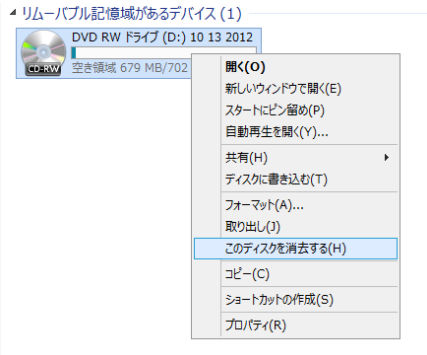 リムーバブル記憶域があるデバイス (1)
DVD RW ドライブ (D:) 10 13 2012
CD-RW
空き領域 679 MB/702
開く(O)
新しいウィンドウで開く(E)
スタートにピン留め(P)
自動再生を開く(Y)...
共有(H)
ディスクに書き込む(T)
フォーマット(A)...
取り出し(J)
このディスクを消去する(H)
コピー(C)
ショートカットの作成(S)
プロパティ(R)